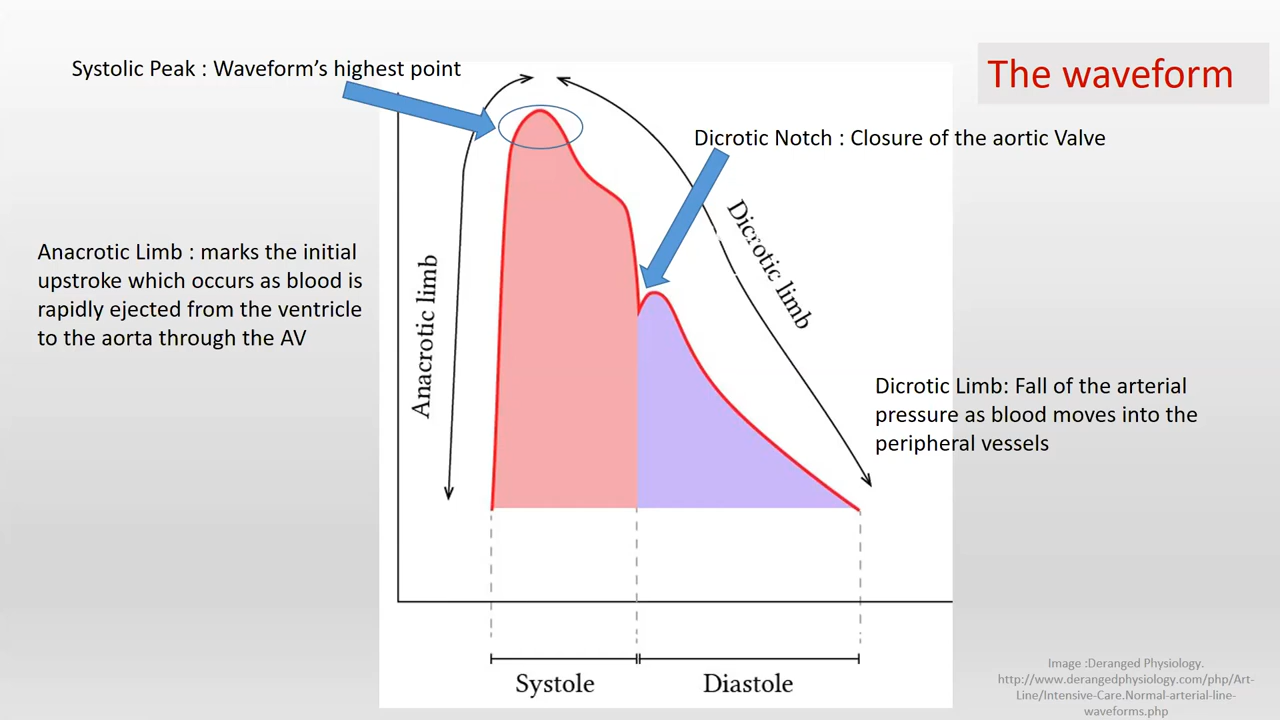 Systolic Peak : Waveform’s highest point
The waveform
Dicrotic Notch : Closure of the aortic Valve
Anacrotic Limb : marks the initial
upstroke which occurs as blood is
rapidly ejected from the ventricle
to the aorta through the AV
Anacrotic limb
Dicrotic limb
Dicrotic Limb: Fall of the arterial
pressure as blood moves into the
peripheral vessels
Systole
Diastole
Image :Deranged Physiology.
http://www.derangedphysiology.com/php/Art-
Line/Intensive-Care.Normal-arterial-line-
waveforms.php